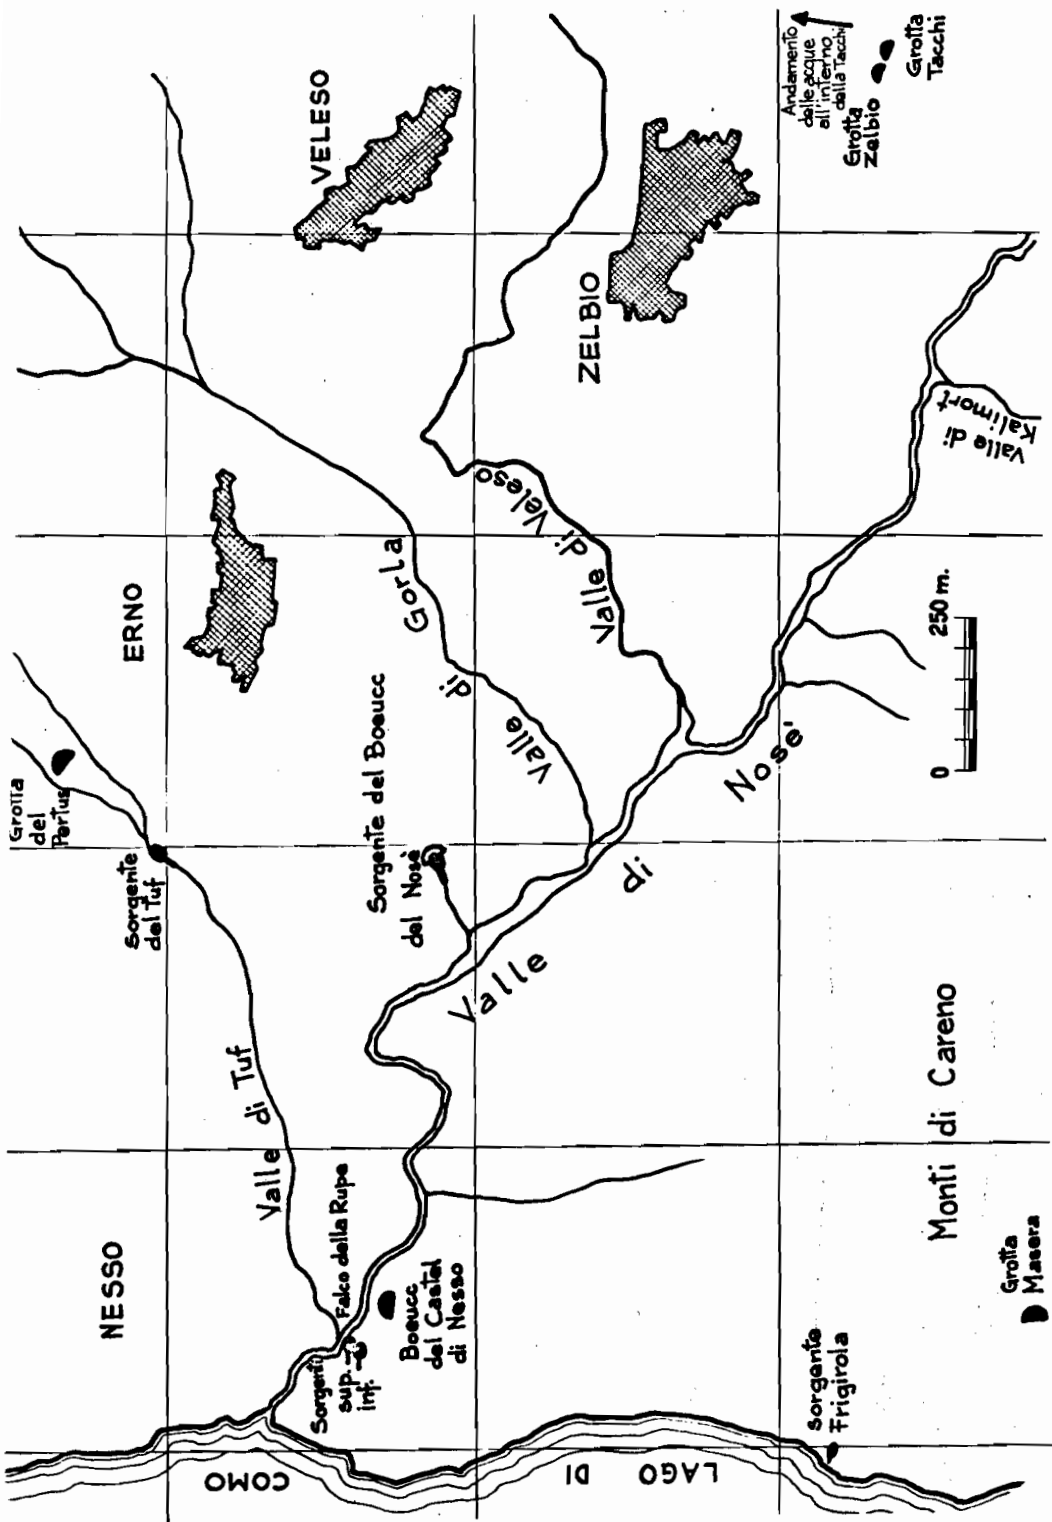 NESSO
ERNO
VELESO
ZELBIO
Grotta
del
Pertus
Sorgente
del Tuf
Valle di Tuf
Sorgente del Boeucc
del Nosè
Valle di Gorla
Valle di Veleso
Valle di Nosè
Valle di
Kalimort
Andamento
delle acque
all'interno
della Tacchi
Grotta
Zelbio
Grotta
Tacchi
Falco della Rupe
Sorgenti
sup.
inf.
Boeucc
del Castel
di Nesso
LAGO DI COMO
Sorgente
Frigirola
Monti di Careno
Grotta
Masera
0 250 m.